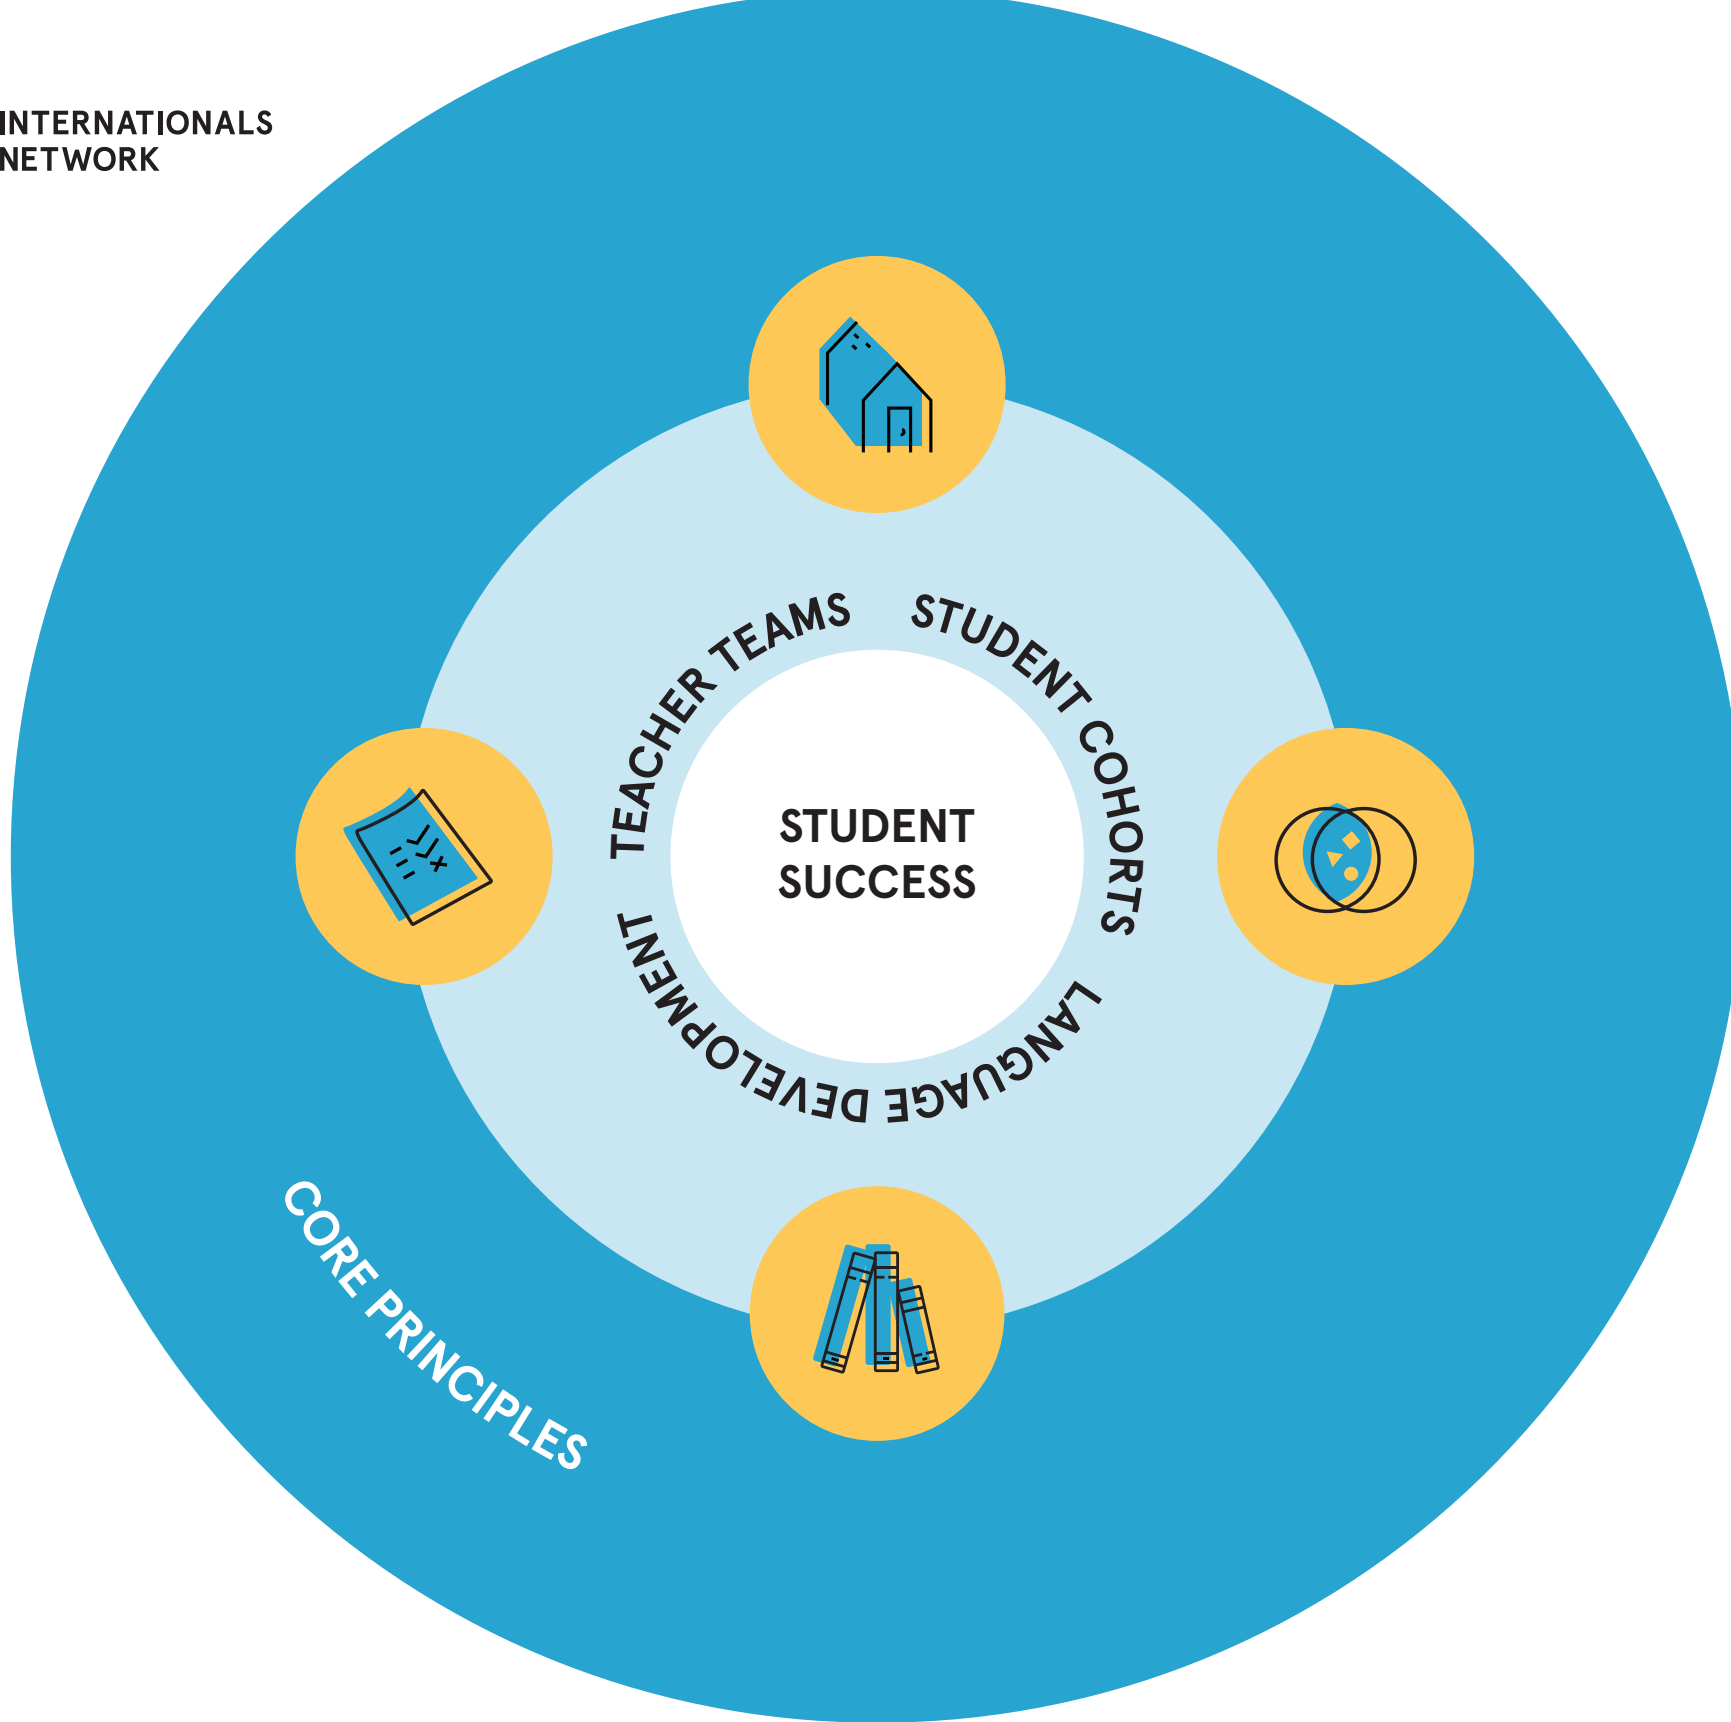 INTERNATIONALS
NETWORK
TEACHER TEAMS
STUDENT COHORTS
STUDENT
SUCCESS
LANGUAGE DEVELOPMENT
CORE PRINCIPLES